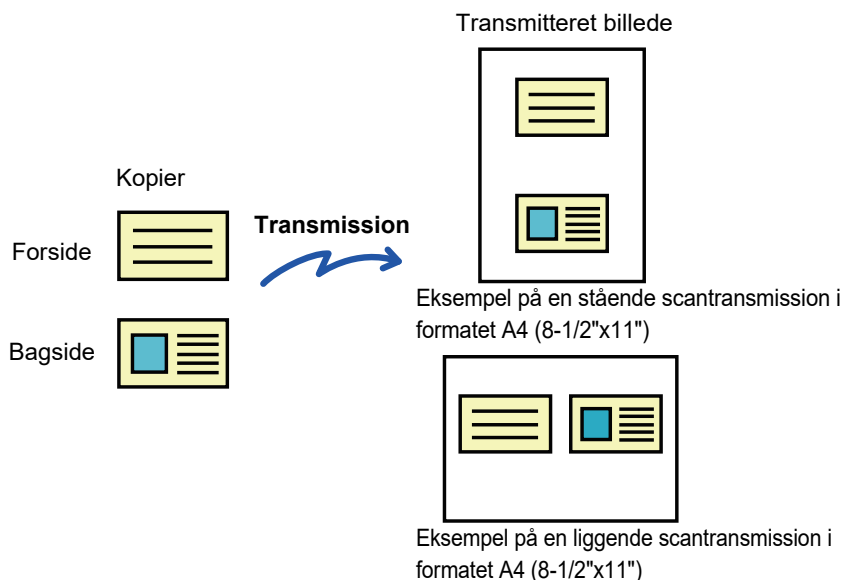 Transmitteret billede
Kopier
Transmission
Forside
Bagside
Eksempel på en stående scantransmission i
formatet A4 (8-1/2"x11")
Eksempel på en liggende scantransmission i
formatet A4 (8-1/2"x11")